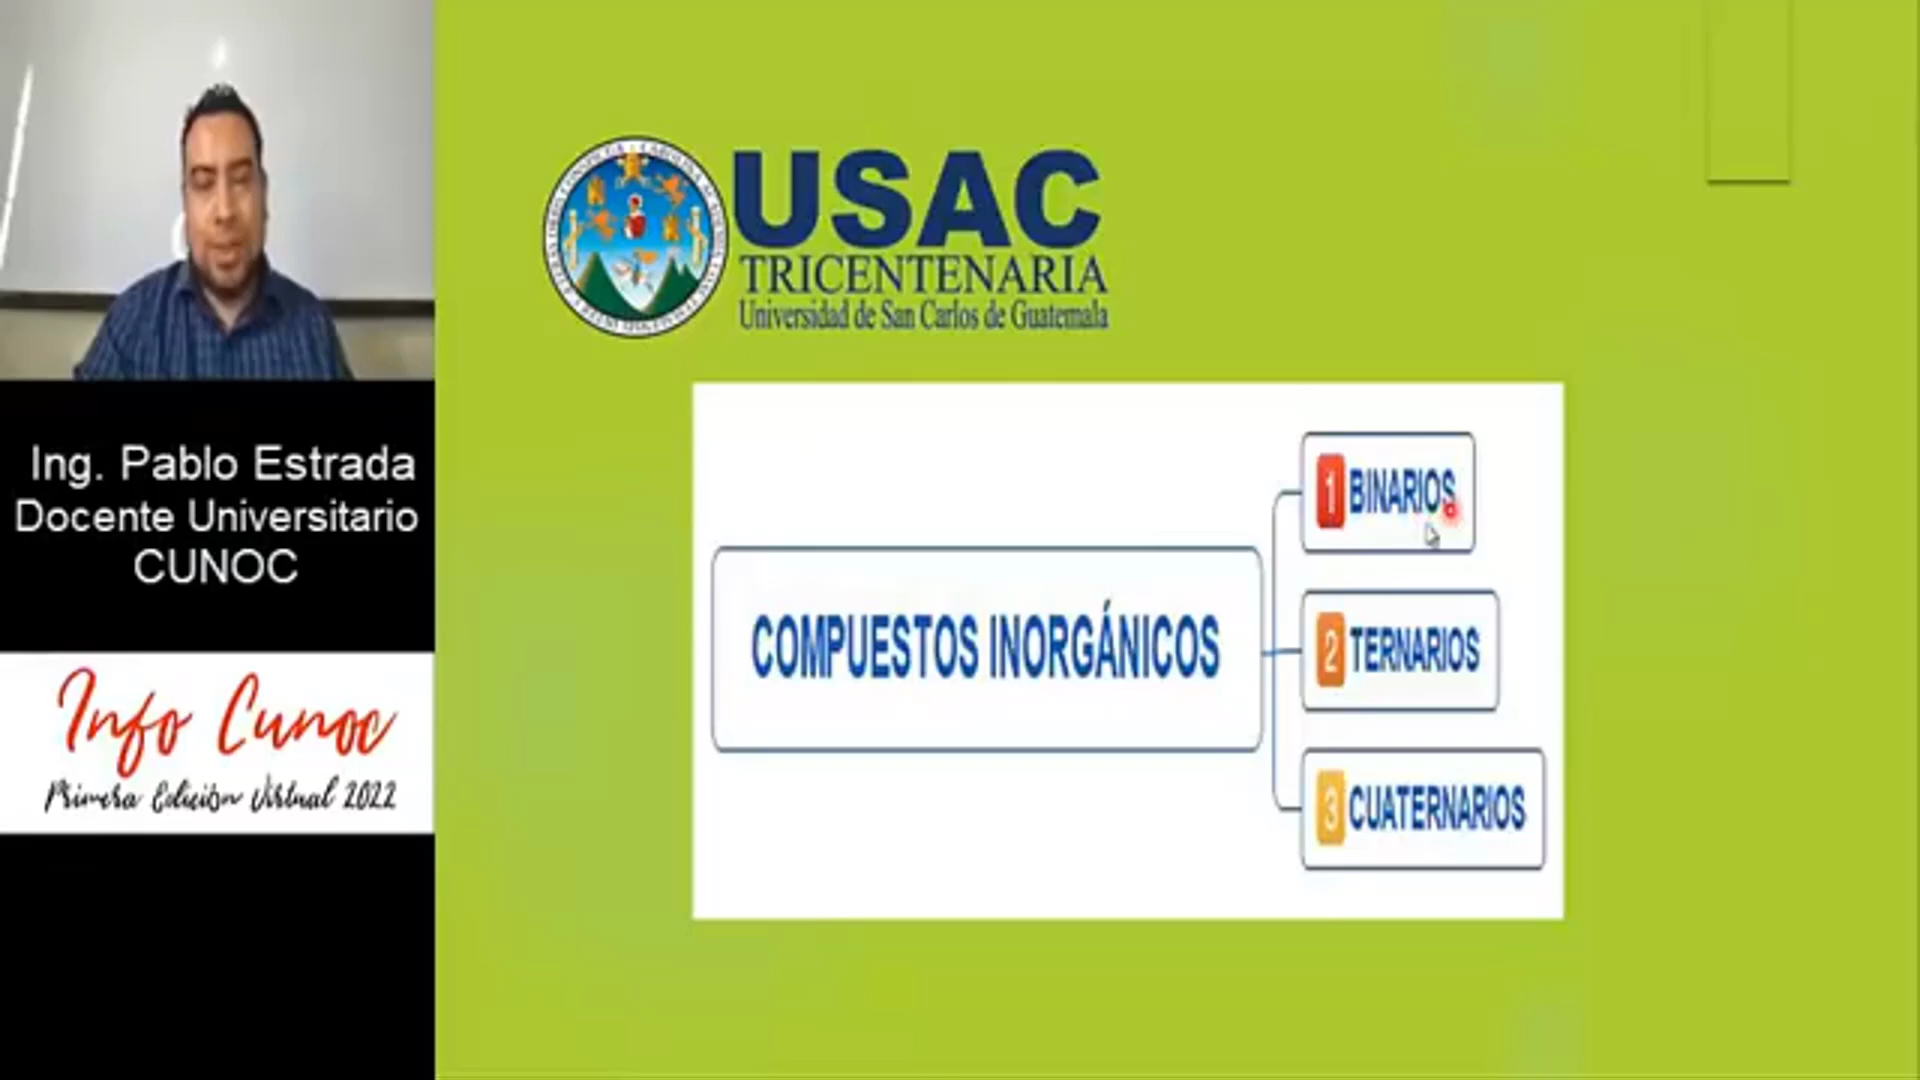 Ing. Pablo Estrada
Docente Universitario
CUNOC
Info Cunoc
Primera Edición Virtual 2022
USAC
TRICENTENARIA
Universidad de San Carlos de Guatemala
COMPUESTOS INORGÁNICOS
1 BINARIOS
2 TERNARIOS
3 CUATERNARIOS